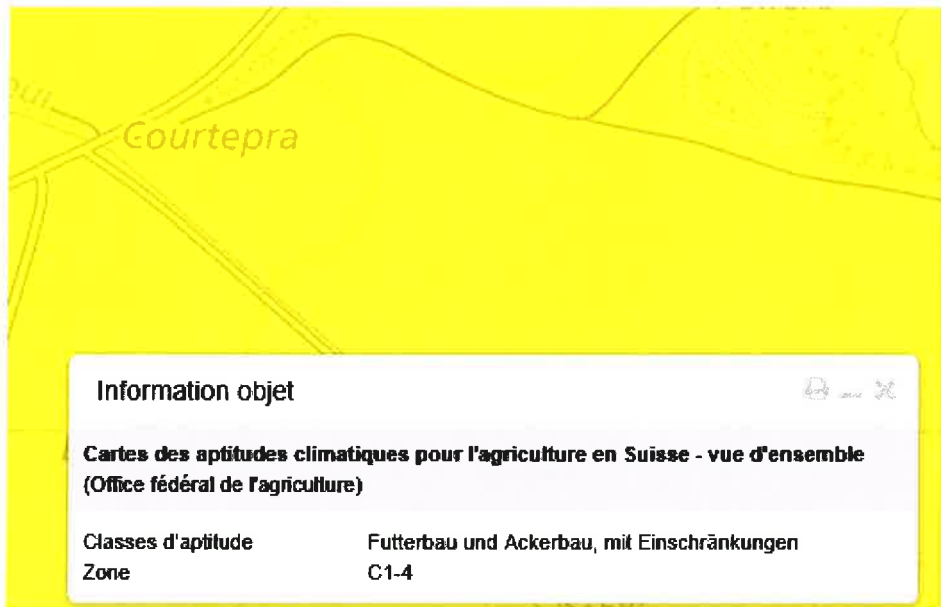 Courtepra
Information objet
Cartes des aptitudes climatiques pour l'agriculture en Suisse - vue d'ensemble
(Office fédéral de l'agriculture)
Classes d'aptitude Futterbau und Ackerbau, mit Einschränkungen
Zone C1-4